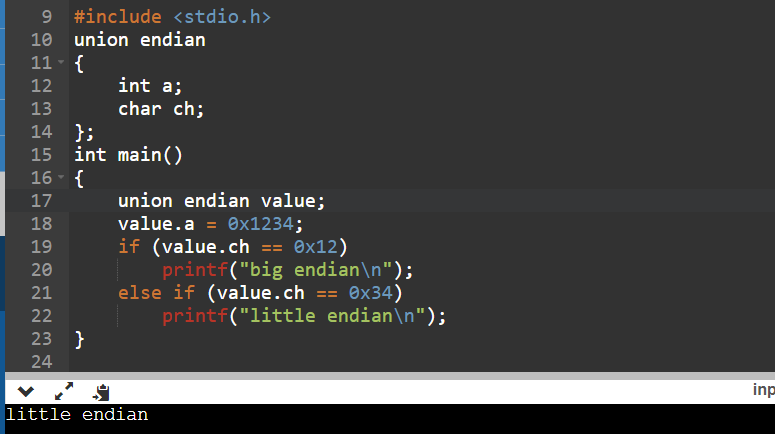 9 #include <stdio.h>
10 union endian
11 {
12     int a;
13     char ch;
14 };
15 int main()
16 {
17     union endian value;
18     value.a = 0x1234;
19     if (value.ch == 0x12)
20         printf("big endian\n");
21     else if (value.ch == 0x34)
22         printf("little endian\n");
23 }
24
inp
little endian